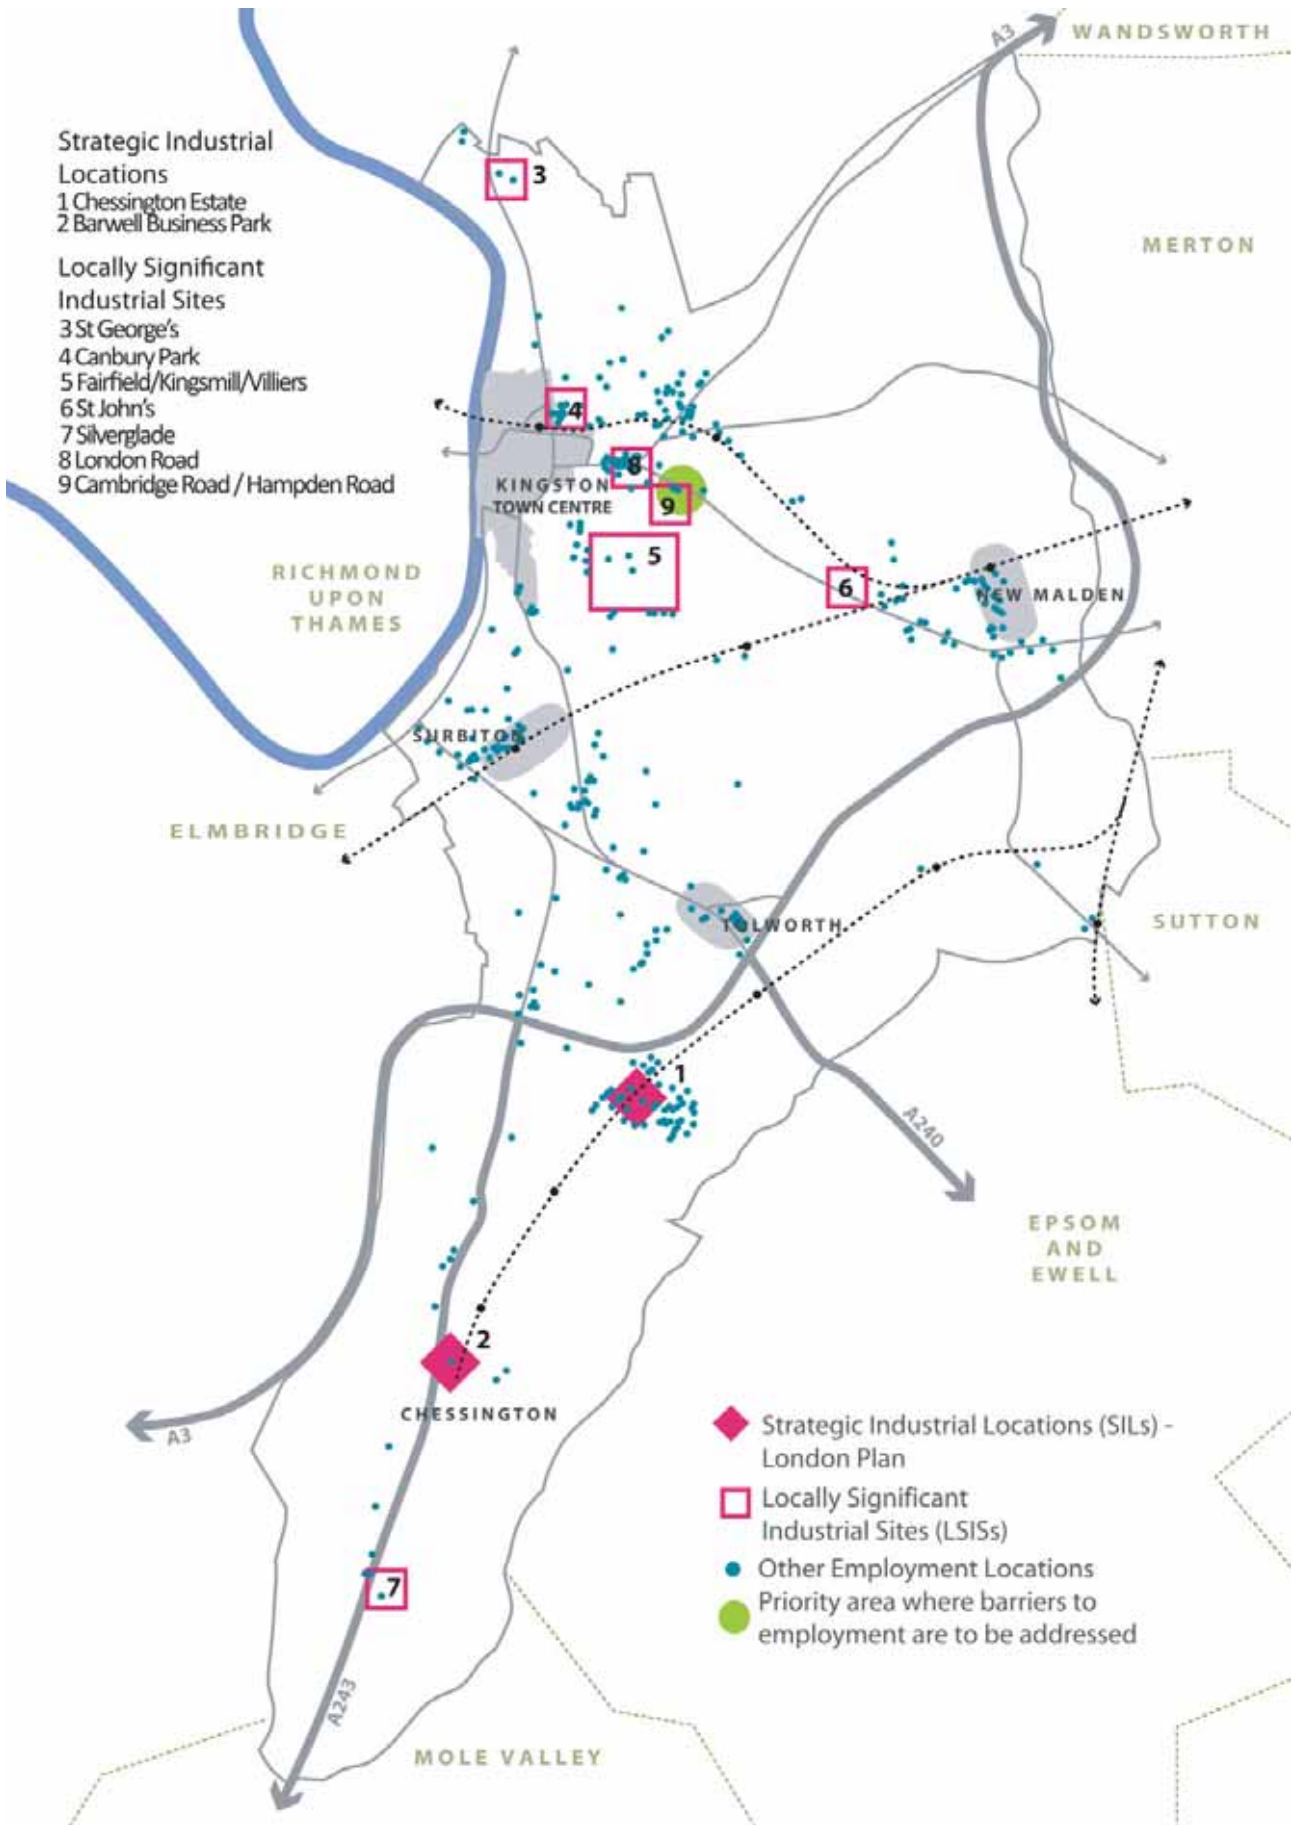 A3
WANDSWORTH
Strategic Industrial
Locations
1 Chessington Estate
2 Barwell Business Park
Locally Significant
Industrial Sites
3 St George's
4 Canbury Park
5 Fairfield/Kingsmill/Villiers
6 St John's
7 Silverglade
8 London Road
9 Cambridge Road / Hampden Road
3
MERTON
4
8
KINGSTON
TOWN CENTRE
9
5
6
RICHMOND
UPON
THAMES
NEW MALDEN
SURBITON
ELMBRIDGE
TOLWORTH
SUTTON
1
A240
EPSOM
AND
EWELL
2
CHESSINGTON
A3
Strategic Industrial Locations (SILs) -
London Plan
Locally Significant
Industrial Sites (LSISs)
Other Employment Locations
Priority area where barriers to
employment are to be addressed
7
A243
MOLE VALLEY